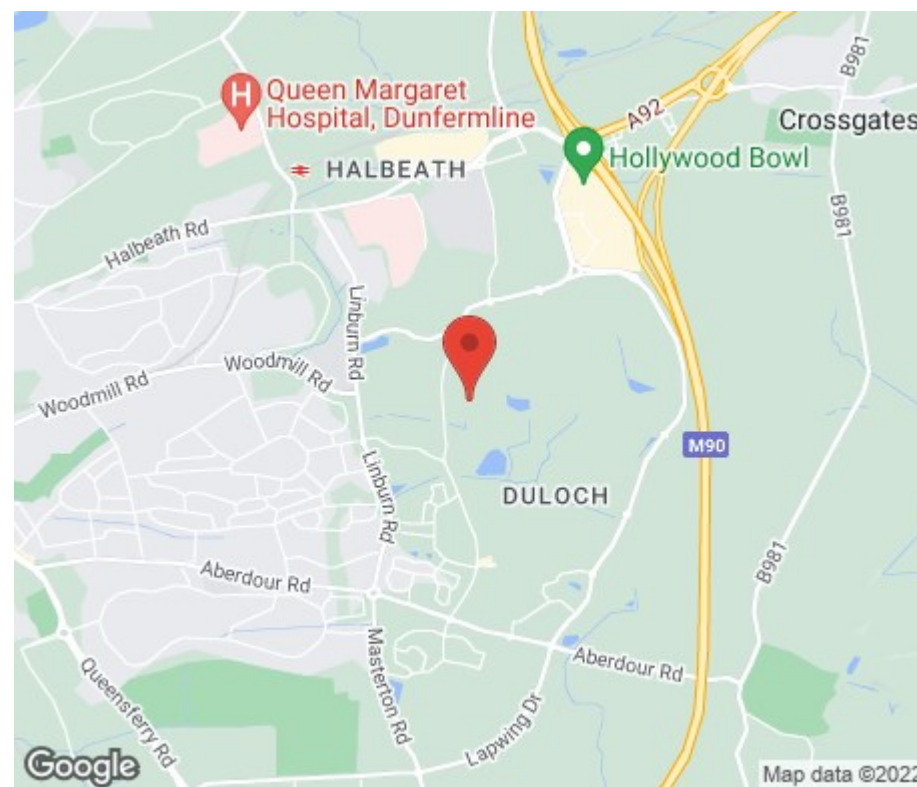 B981
A92
Crossgates
H
Queen Margaret
Hospital, Dunfermline
Hollywood Bowl
HALBEATH
B981
Halbeath Rd
Linburn Rd
Woodmill Rd
Woodmill Rd
M90
Linburn Rd
DULOCH
B981
Aberdour Rd
Aberdour Rd
Masterton Rd
Queensferry Rd
Lapwing Dr
Google
Map data ©2022